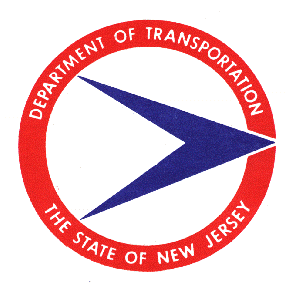 DEPARTMENT OF TRANSPORTATION
THE STATE OF NEW JERSEY